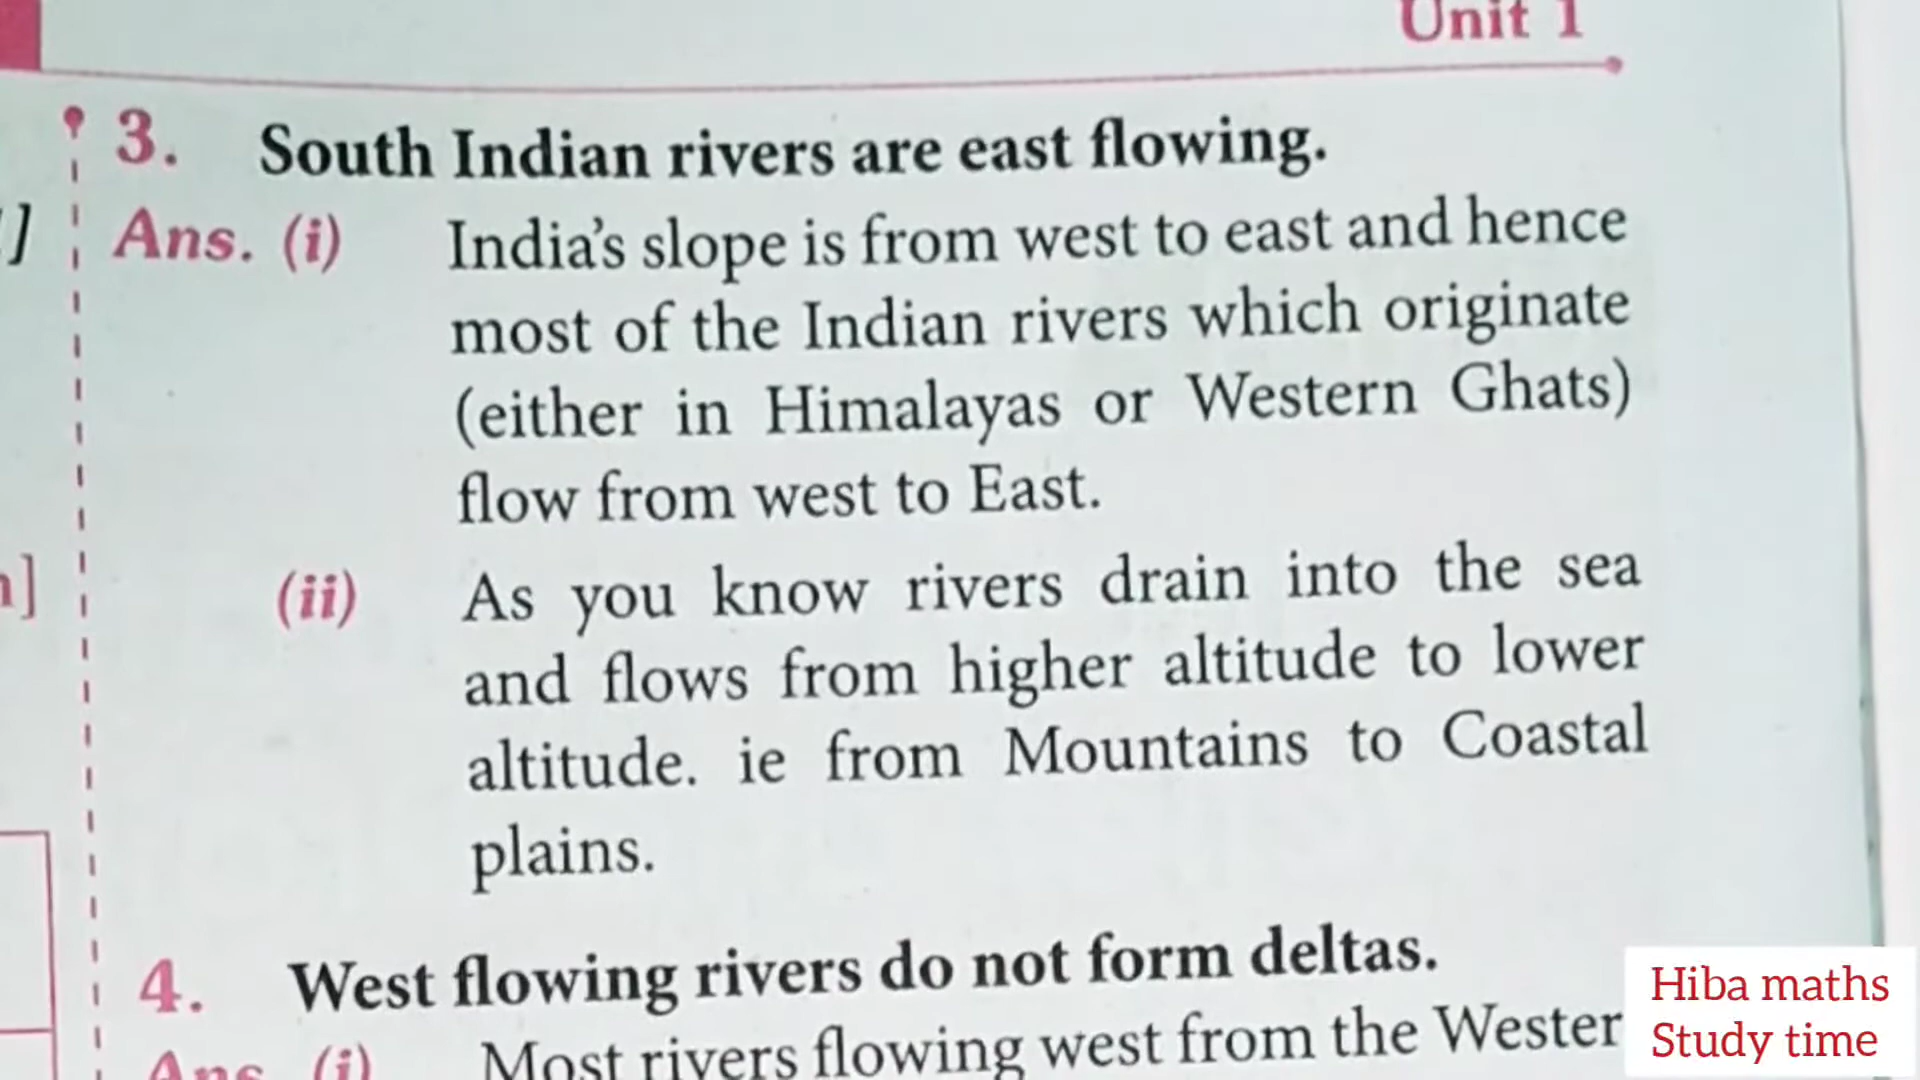 Unit 1
3. South Indian rivers are east flowing.
Ans. (i) India's slope is from west to east and hence
most of the Indian rivers which originate
(either in Himalayas or Western Ghats)
flow from west to East.
(ii) As you know rivers drain into the sea
and flows from higher altitude to lower
altitude. ie from Mountains to Coastal
plains.
4. West flowing rivers do not form deltas.
Ans. (i) Most rivers flowing west from the Wester
Hiba maths
Study time